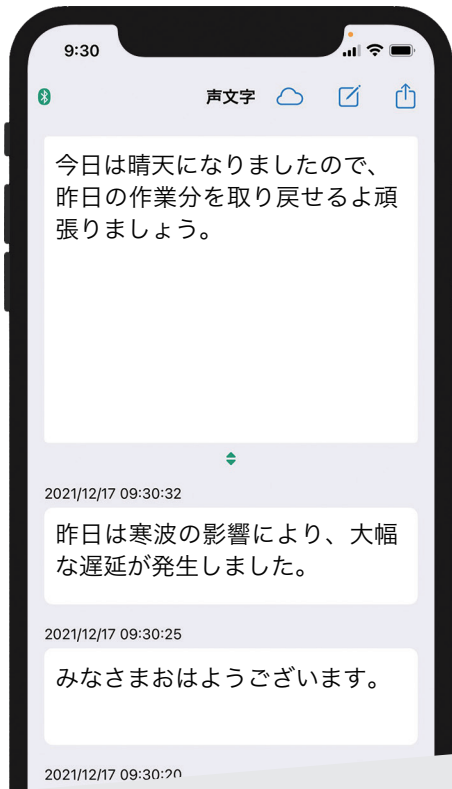 9:30
声文字
今日は晴天になりましたので、
昨日の作業分を取り戻せるよ頑
張りましょう。
2021/12/17 09:30:32
昨日は寒波の影響により、大幅
な遅延が発生しました。
2021/12/17 09:30:25
みなさまおはようございます。
2021/12/17 09:30:20